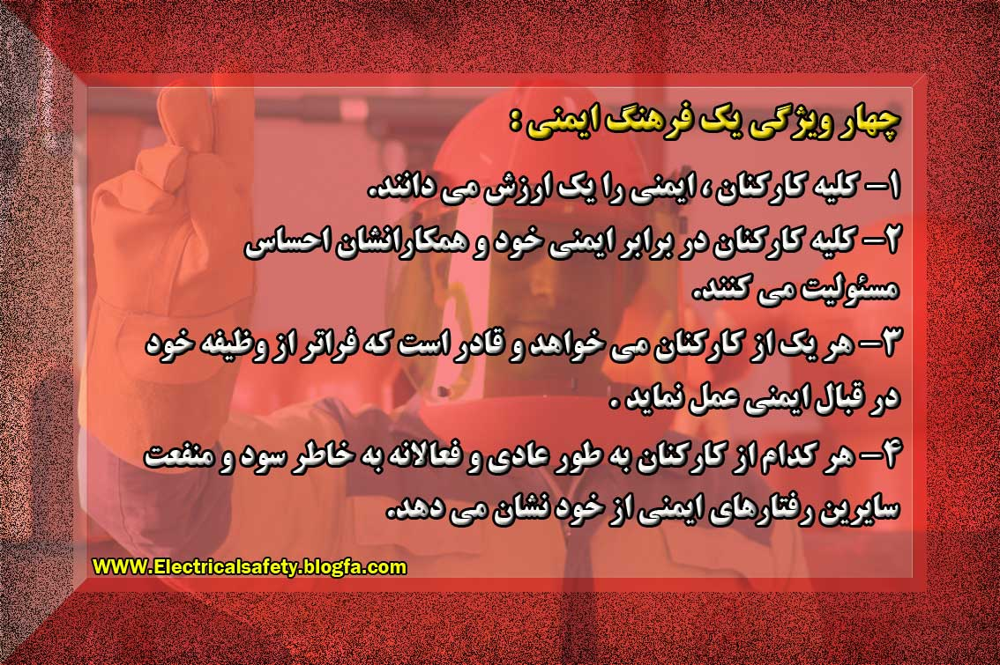 چهار ویژگی یک فرهنگ ایمنی :
۱- کلیه کارکنان ، ایمنی را یک ارزش می دانند.
۲- کلیه کارکنان در برابر ایمنی خود و همکارانشان احساس
مسئولیت می کنند.
۳- هر یک از کارکنان می خواهد و قادر است که فراتر از وظیفه خود
در قبال ایمنی عمل نماید .
۴- هر کدام از کارکنان به طور عادی و فعالانه به خاطر سود و منفعت
سایرین رفتارهای ایمنی از خود نشان می دهد.
WWW.Electricalsafety.blogfa.com